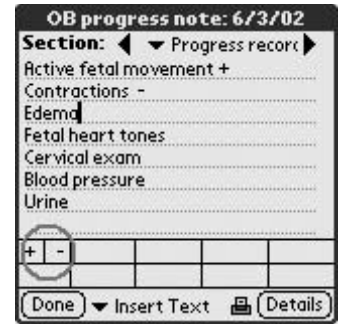 OB progress note: 6/3/02
Section: Progress recorc
Active fetal movement +
Contractions -
Edema
Fetal heart tones
Cervical exam
Blood pressure
Urine
+ -
Done Insert Text Details